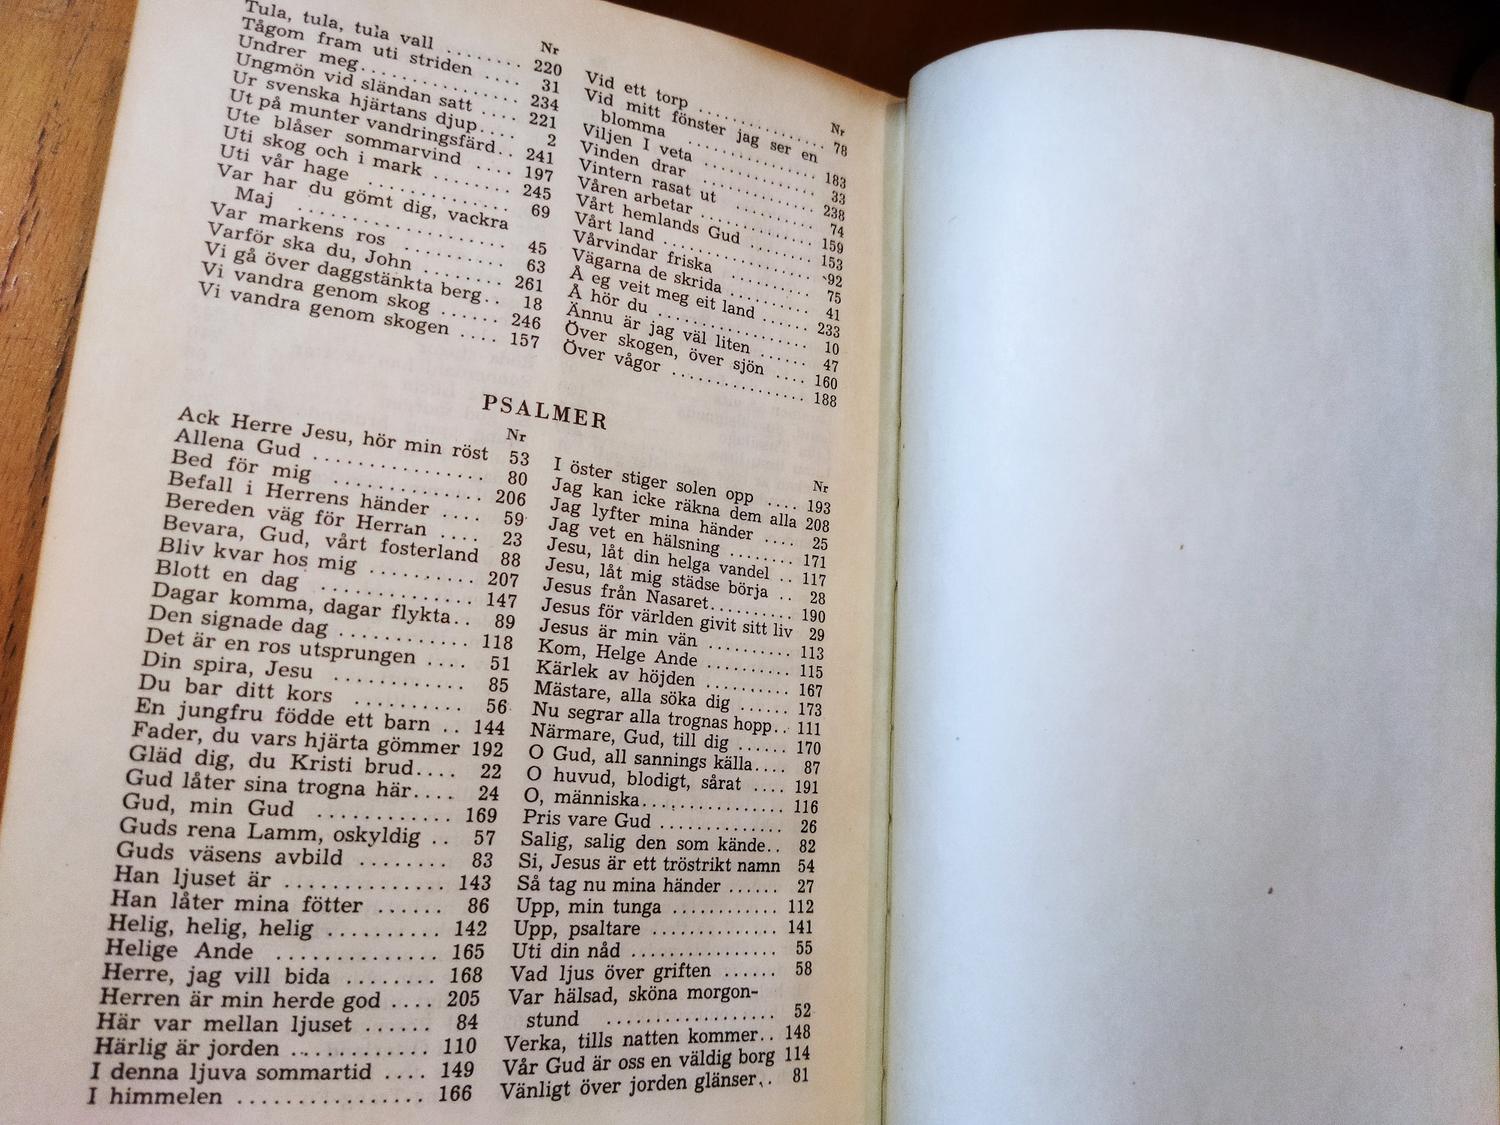 Nr
Tula, tula, tula vall ........ 220
Tågom fram uti striden .... 31
Undrer meg............... 234
Ungmön vid sländan satt .... 221
Ur svenska hjärtans djup.... 2
Ut på munter vandringsfärd.. 241
Ute blåser sommarvind .... 197
Uti skog och i mark ........ 245
Uti vår hage ............ 69
Var har du gömt dig, vackra
Maj .................. 45
Var markens ros .......... 63
Varför ska du, John ........ 261
Vi gå över daggstänkta berg.. 18
Vi vandra genom skog ...... 246
Vi vandra genom skogen .... 157
Nr
Vid ett torp .............. 78
Vid mitt fönster jag ser en
blomma ............... 183
Viljen I veta ............. 33
Vinden drar ............. 238
Vintern rasat ut ......... 74
Våren arbetar ............ 159
Vårt hemlands Gud ........ 153
Vårt land ................ 92
Vårvindar friska .......... 75
Vägarna de skrida ......... 41
Å eg veit meg eit land ...... 233
Å hör du ................ 10
Ännu är jag väl liten ...... 47
Över skogen, över sjön .... 160
Över vågor ............... 188
PSALMER
Nr
Ack Herre Jesu, hör min röst 53
Allena Gud ................ 80
Bed för mig .............. 206
Befall i Herrens händer .... 59
Bereden väg för Herran .... 23
Bevara, Gud, vårt fosterland 88
Bliv kvar hos mig .......... 207
Blott en dag .............. 147
Dagar komma, dagar flykta.. 89
Den signade dag ............ 118
Det är en ros utsprungen .... 51
Din spira, Jesu ............ 85
Du bar ditt kors .......... 56
En jungfru födde ett barn .. 144
Fader, du vars hjärta gömmer 192
Gläd dig, du Kristi brud.... 22
Gud låter sina trogna här.... 24
Gud, min Gud ............ 169
Guds rena Lamm, oskyldig .. 57
Guds väsens avbild ........ 83
Han ljuset är .............. 143
Han låter mina fötter ...... 86
Helig, helig, helig .......... 142
Helige Ande .............. 165
Herre, jag vill bida ........ 168
Herren är min herde god .... 205
Här var mellan ljuset ...... 84
Härlig är jorden ............ 110
I denna ljuva sommartid .... 149
I himmelen ................ 166
Nr
I öster stiger solen opp .... 193
Jag kan icke räkna dem alla 208
Jag lyfter mina händer .... 25
Jag vet en hälsning ........ 171
Jesu, låt din helga vandel .. 117
Jesu, låt mig städse börja .. 28
Jesus från Nasaret.......... 190
Jesus för världen givit sitt liv 29
Jesus är min vän .......... 113
Kom, Helge Ande .......... 115
Kärlek av höjden .......... 167
Mästare, alla söka dig ...... 173
Nu segrar alla trognas hopp.. 111
Närmare, Gud, till dig ...... 170
O Gud, all sannings källa.... 87
O huvud, blodigt, sårat .... 191
O, människa................ 116
Pris vare Gud .............. 26
Salig, salig den som kände.. 82
Si, Jesus är ett tröstrikt namn 54
Så tag nu mina händer ...... 27
Upp, min tunga ............ 112
Upp, psaltare .............. 141
Uti din nåd ................ 55
Vad ljus över griften ...... 58
Var hälsad, sköna morgon-
stund .................. 52
Verka, tills natten kommer.. 148
Vår Gud är oss en väldig borg 114
Vänligt över jorden glänser.. 81